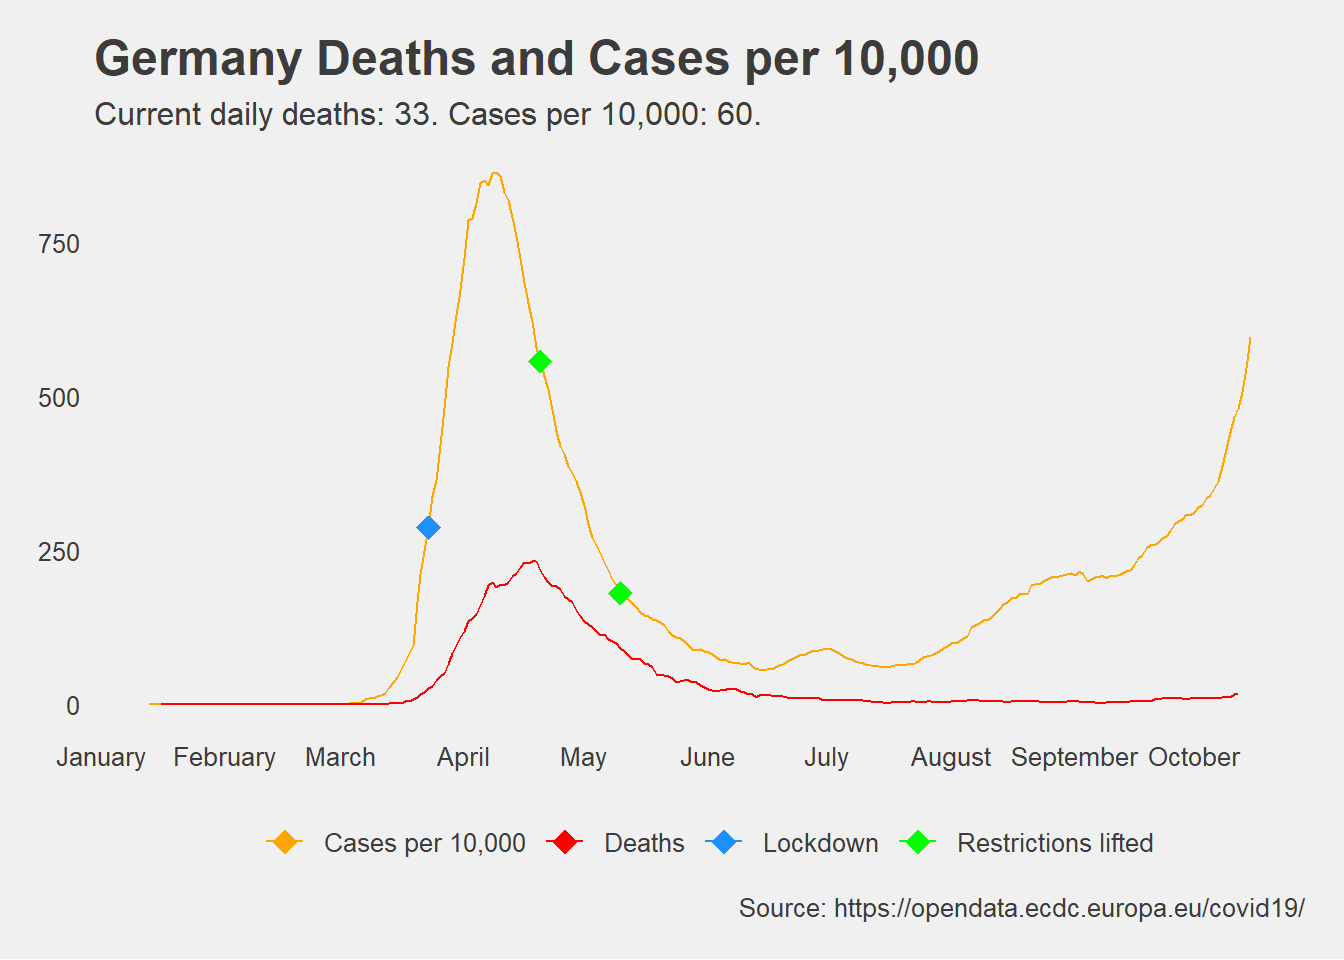 Germany Deaths and Cases per 10,000
Current daily deaths: 33. Cases per 10,000: 60.
750
500
250
0
January February March April May June July August September October
Cases per 10,000 Deaths Lockdown Restrictions lifted
Source: https://opendata.ecdc.europa.eu/covid19/